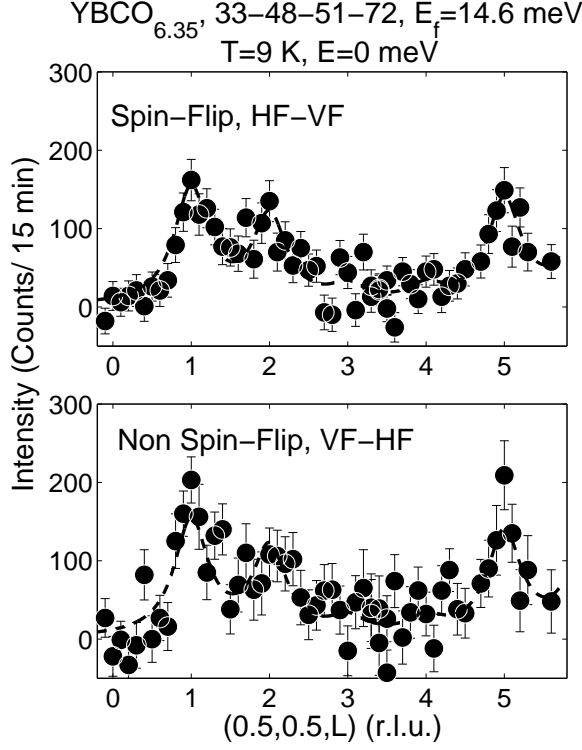 YBCO6.35, 33−48−51−72, Ef=14.6 meV
T=9 K, E=0 meV
300
200
100
0
Spin−Flip, HF−VF
0 1 2 3 4 5
Intensity (Counts/ 15 min)
300
200
100
0
Non Spin−Flip, VF−HF
0 1 2 3 4 5
(0.5,0.5,L) (r.l.u.)